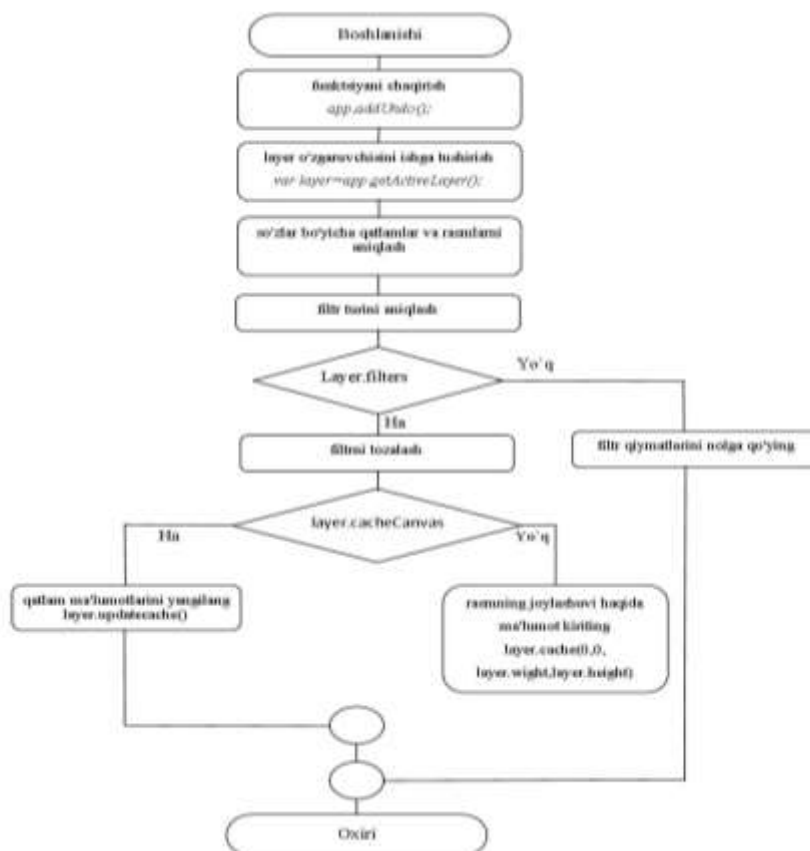 Boshlanishi
funktsiyani chaqirish
app.addUndo();
layer o'zgaruvchisini ishga tushirish
var layer=app.getActiveLayer();
so'zlar bo'yicha qatlamlar va rasmlarni
aniqlash
filtr turini aniqlash
Layer.filters
Yo`q
Ha
filtrni tozalash
filtr qiymatlarini nolga qo'ying
layer.cacheCanvas
Ha
Yo`q
qatlam ma'lumotlarini yangilang
layer.updatecache()
rasmning joylashuvi haqida
ma'lumot kiriting
layer.cache(0,0,
layer.wight,layer.height)
Oxiri